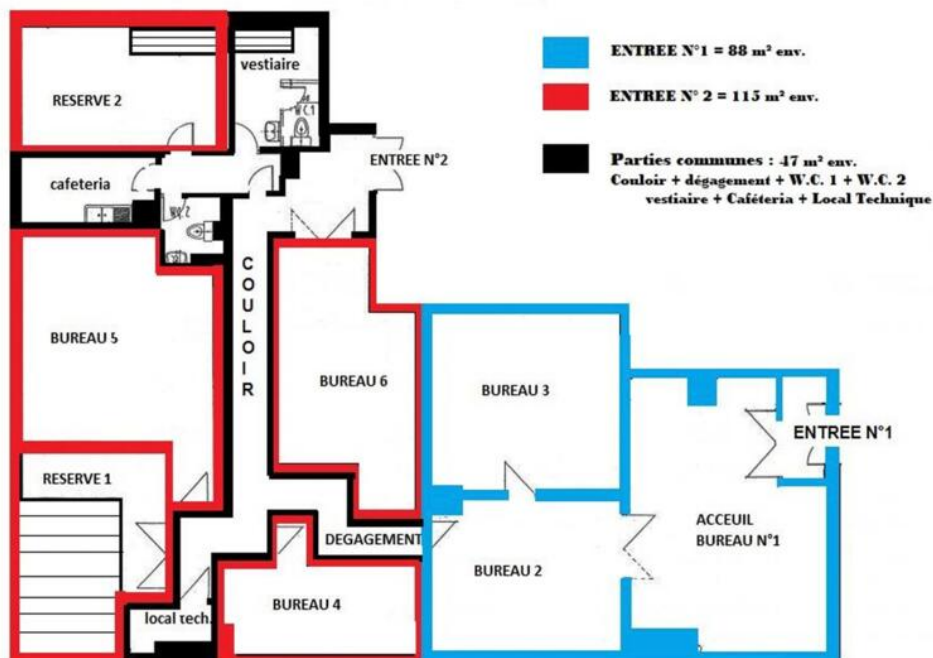 vestiaire
W.C.1
RESERVE 2
ENTREE N°2
cafeteria
W.C.2
COULOIR
BUREAU 5
BUREAU 6
BUREAU 3
ENTREE N°1
RESERVE 1
ACCEUIL
BUREAU N°1
DEGAGEMENT
BUREAU 2
BUREAU 4
local tech.
ENTREE N°1 = 88 m² env.
ENTREE N° 2 = 115 m² env.
Parties communes : 47 m² env.
Couloir + dégagement + W.C. 1 + W.C. 2
vestiaire + Caféteria + Local Technique